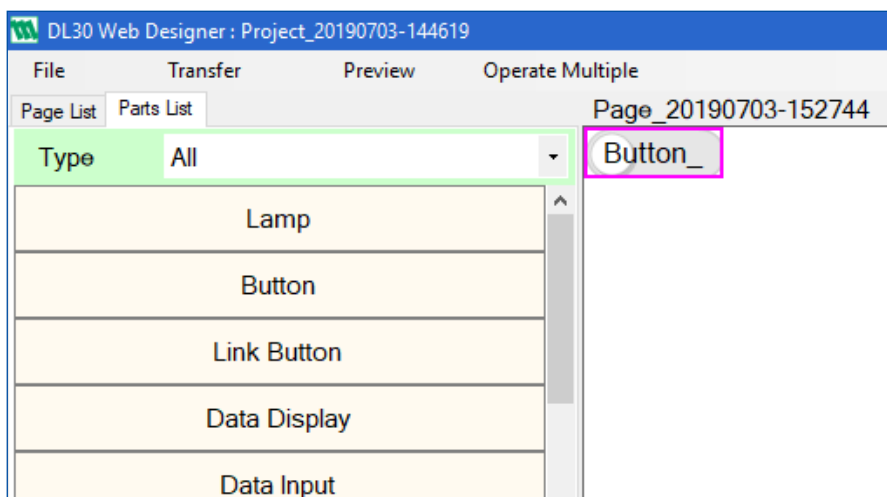 DL30 Web Designer : Project_20190703-144619
File Transfer Preview Operate Multiple
Page List Parts List
Page_20190703-152744
Type All
Button_
Lamp
Button
Link Button
Data Display
Data Input